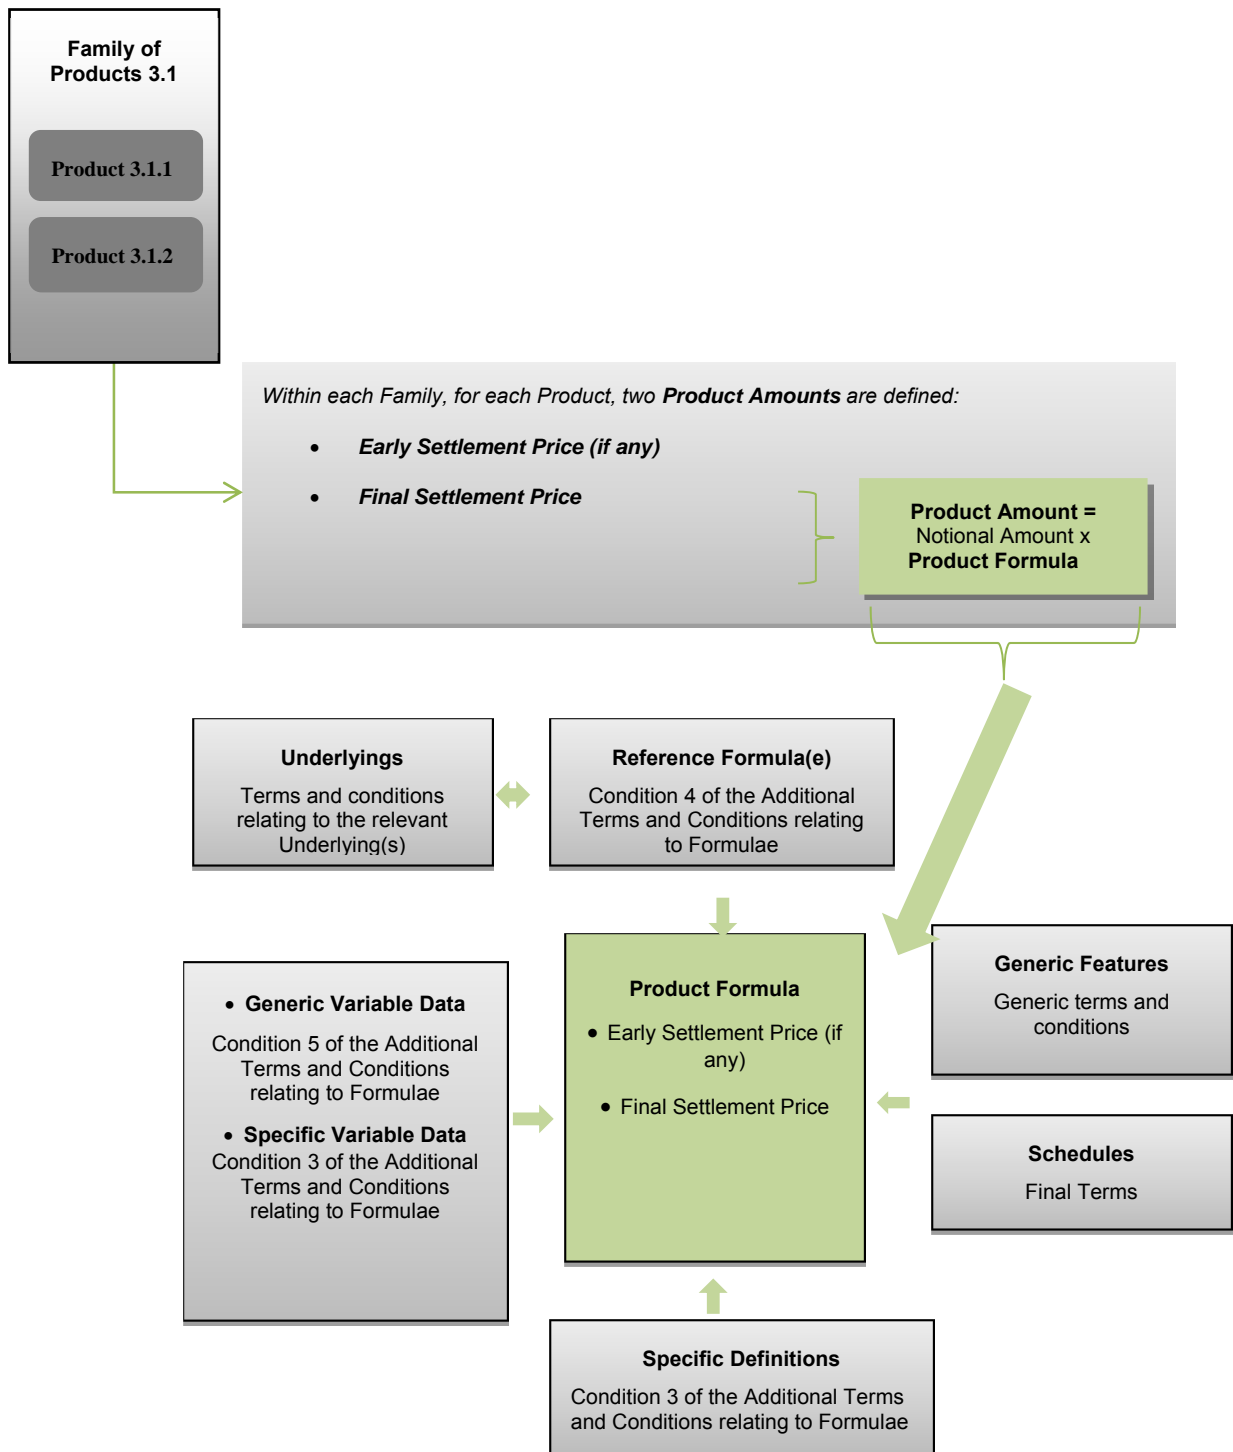 Family of
Products 3.1
Product 3.1.1
Product 3.1.2
Within each Family, for each Product, two Product Amounts are defined:
• Early Settlement Price (if any)
• Final Settlement Price
Product Amount =
Notional Amount x
Product Formula
Underlyings
Terms and conditions
relating to the relevant
Underlying(s)
Reference Formula(e)
Condition 4 of the Additional
Terms and Conditions relating
to Formulae
• Generic Variable Data
Condition 5 of the Additional
Terms and Conditions
relating to Formulae
• Specific Variable Data
Condition 3 of the Additional
Terms and Conditions
relating to Formulae
Product Formula
• Early Settlement Price (if
any)
• Final Settlement Price
Generic Features
Generic terms and
conditions
Schedules
Final Terms
Specific Definitions
Condition 3 of the Additional Terms
and Conditions relating to Formulae